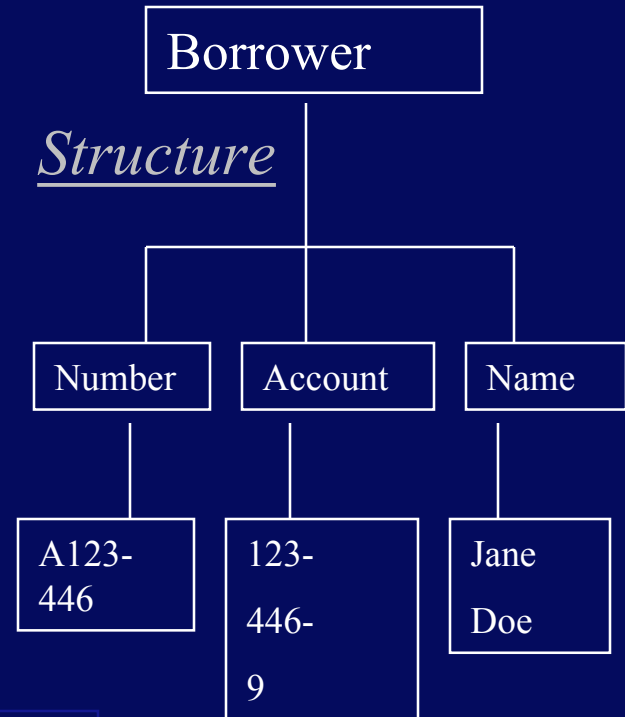 Borrower
Structure
Number
Account
Name
A123-
446
123-
446-
9
Jane
Doe